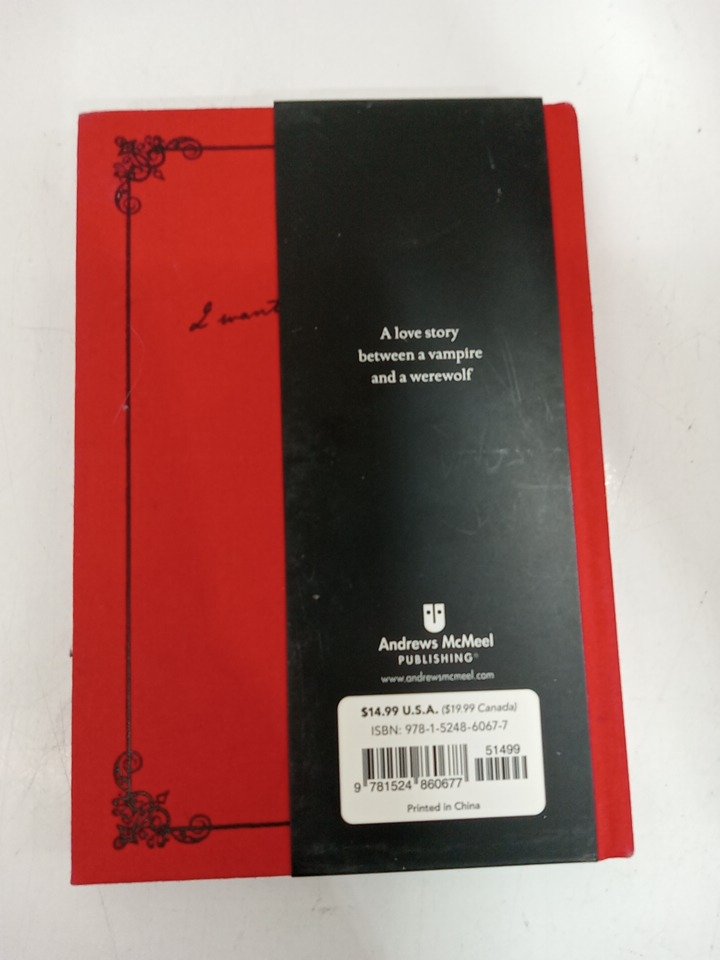 I want
A love story
between a vampire
and a werewolf
Andrews McMeel
PUBLISHING®
www.andrewsmcmeel.com
$14.99 U.S.A. ($19.99 Canada)
ISBN: 978-1-5248-6067-7
51499
9 781524 860677
Printed in China